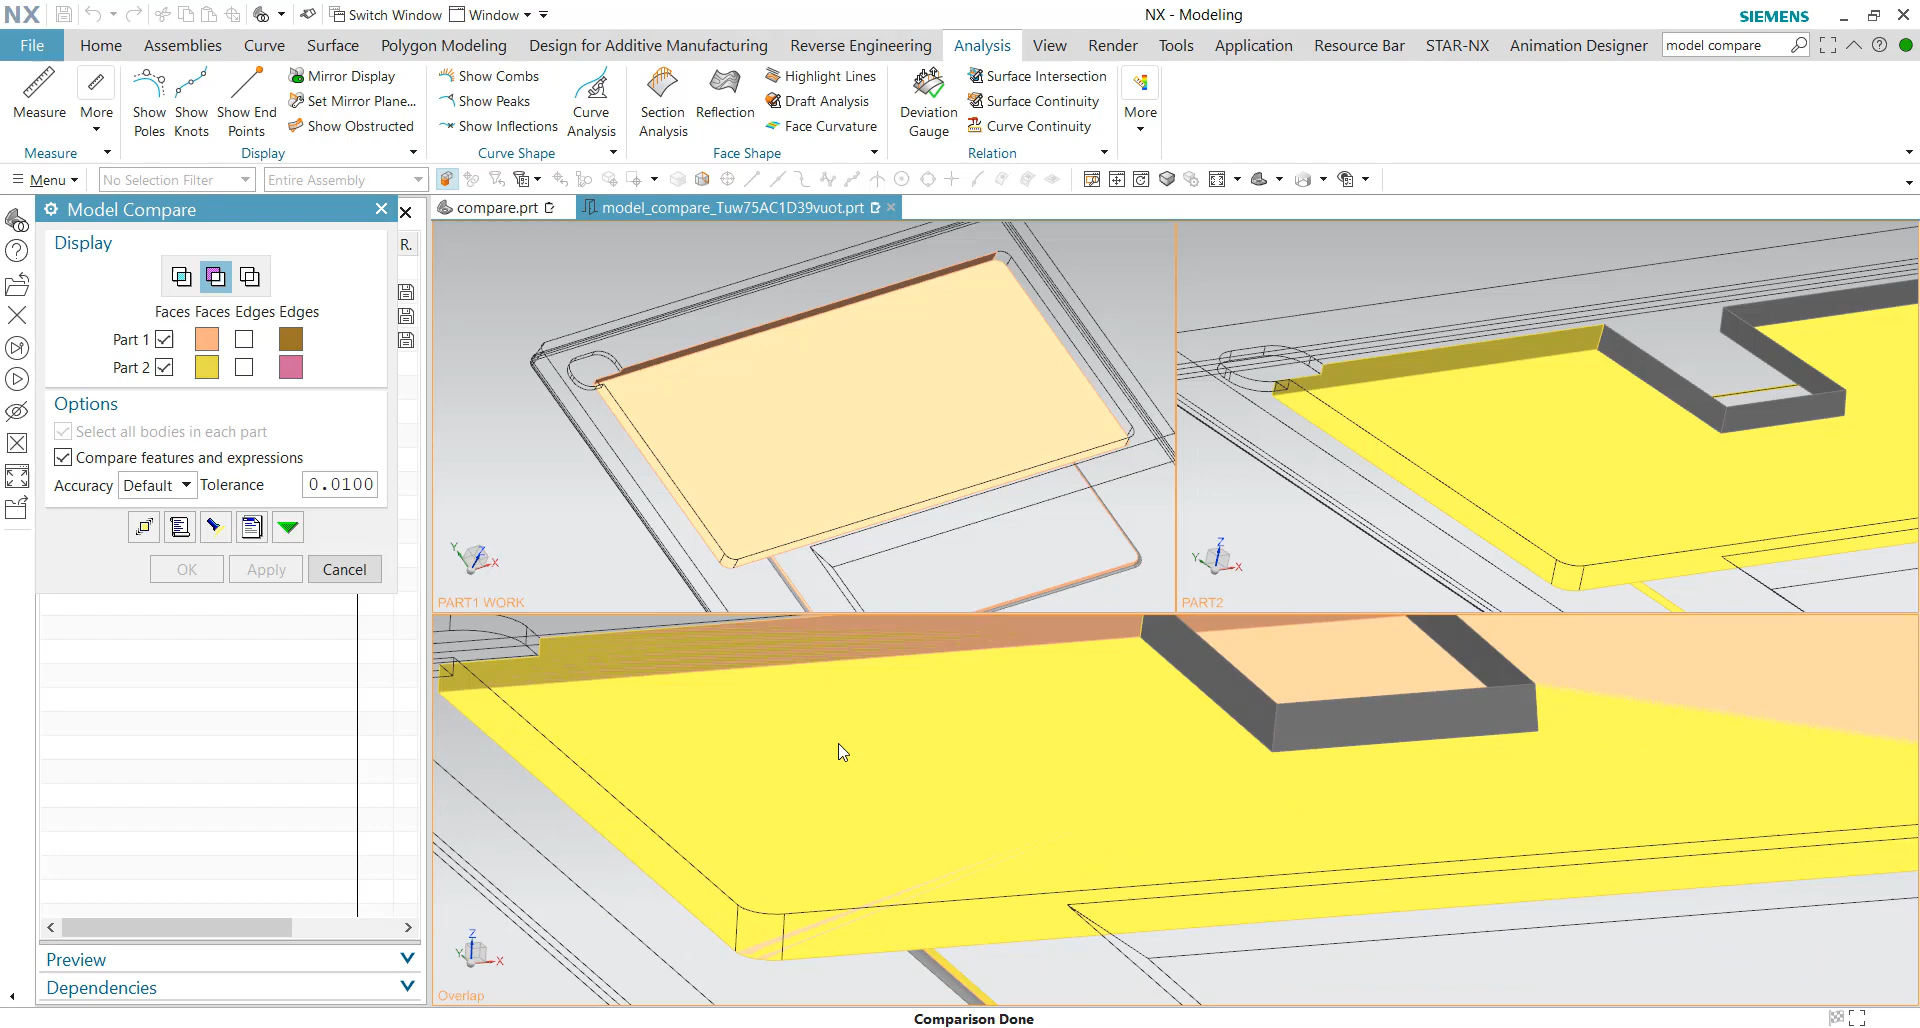 NX Switch Window Window NX - Modeling SIEMENS
File Home Assemblies Curve Surface Polygon Modeling Design for Additive Manufacturing Reverse Engineering Analysis View Render Tools Application Resource Bar STAR-NX Animation Designer model compare
Measure
More
Show Poles
Show Knots
Show End Points
Mirror Display
Set Mirror Plane...
Show Obstructed
Show Combs
Show Peaks
Show Inflections
Curve Analysis
Section Analysis
Reflection
Highlight Lines
Draft Analysis
Face Curvature
Deviation Gauge
Surface Intersection
Surface Continuity
Curve Continuity
More
Measure Display Curve Shape Face Shape Relation
Menu No Selection Filter Entire Assembly
Model Compare
compare.prt model_compare_Tuw75AC1D39vuot.prt
Display
R.
Faces Faces Edges Edges
Part 1
Part 2
Options
Select all bodies in each part
Compare features and expressions
Accuracy Default Tolerance 0.0100
OK Apply Cancel
Y Z X
PART1 WORK
Y Z X
PART2
Y Z X
Overlap
Preview
Dependencies
Comparison Done